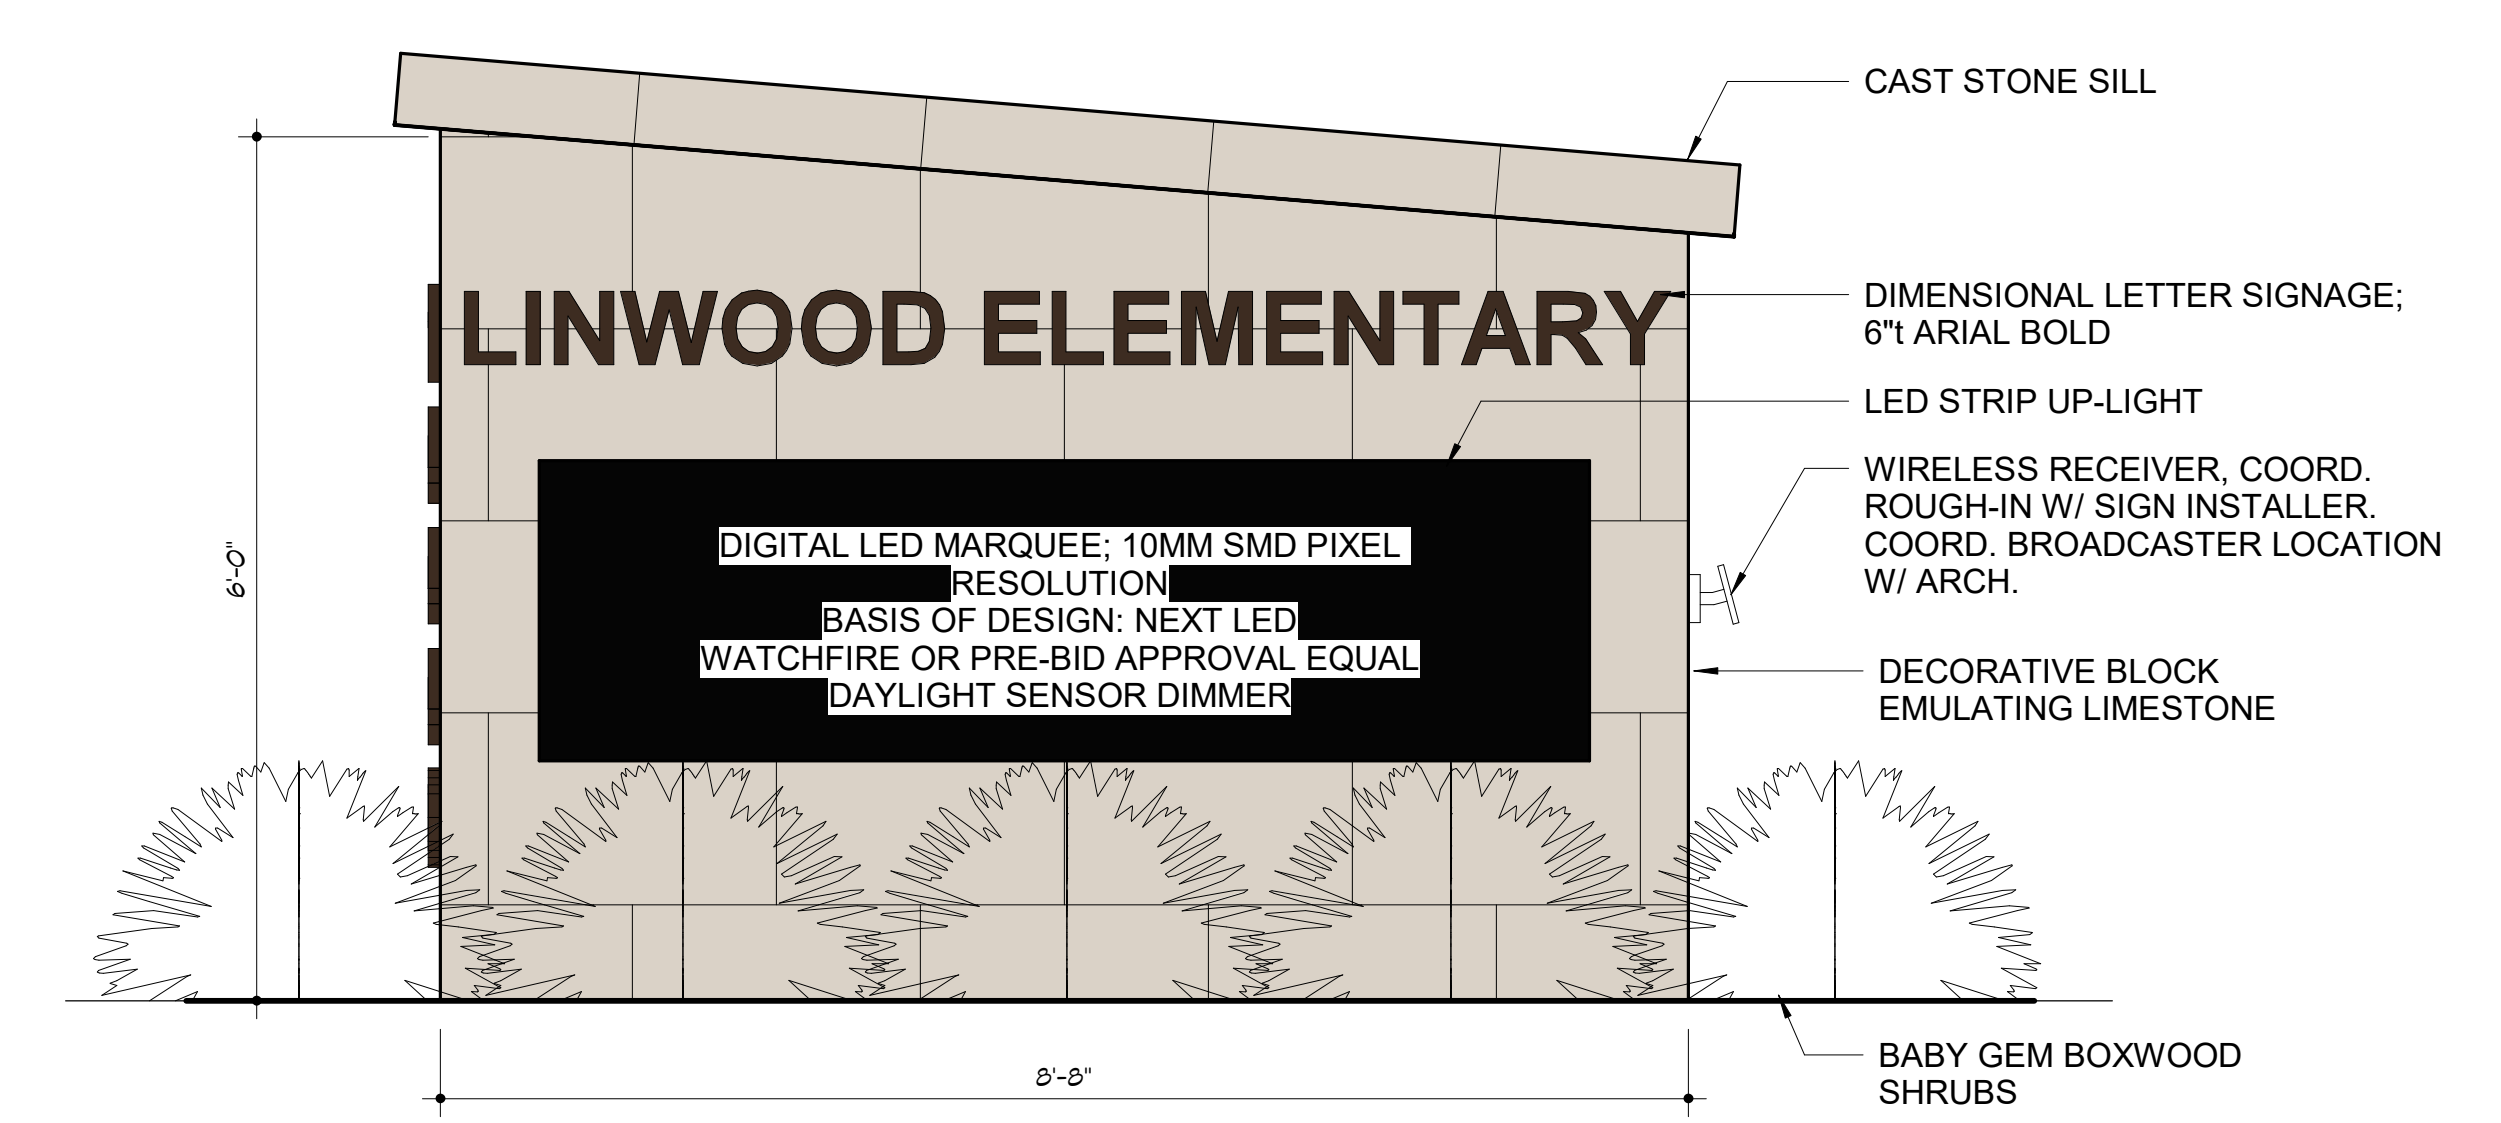 CAST STONE SILL
LINWOOD ELEMENTARY
DIMENSIONAL LETTER SIGNAGE;
6"t ARIAL BOLD
LED STRIP UP-LIGHT
WIRELESS RECEIVER, COORD.
ROUGH-IN W/ SIGN INSTALLER.
COORD. BROADCASTER LOCATION
W/ ARCH.
6'-0"
DIGITAL LED MARQUEE; 10MM SMD PIXEL
RESOLUTION
BASIS OF DESIGN: NEXT LED
WATCHFIRE OR PRE-BID APPROVAL EQUAL
DAYLIGHT SENSOR DIMMER
DECORATIVE BLOCK
EMULATING LIMESTONE
BABY GEM BOXWOOD
SHRUBS
8'-8"